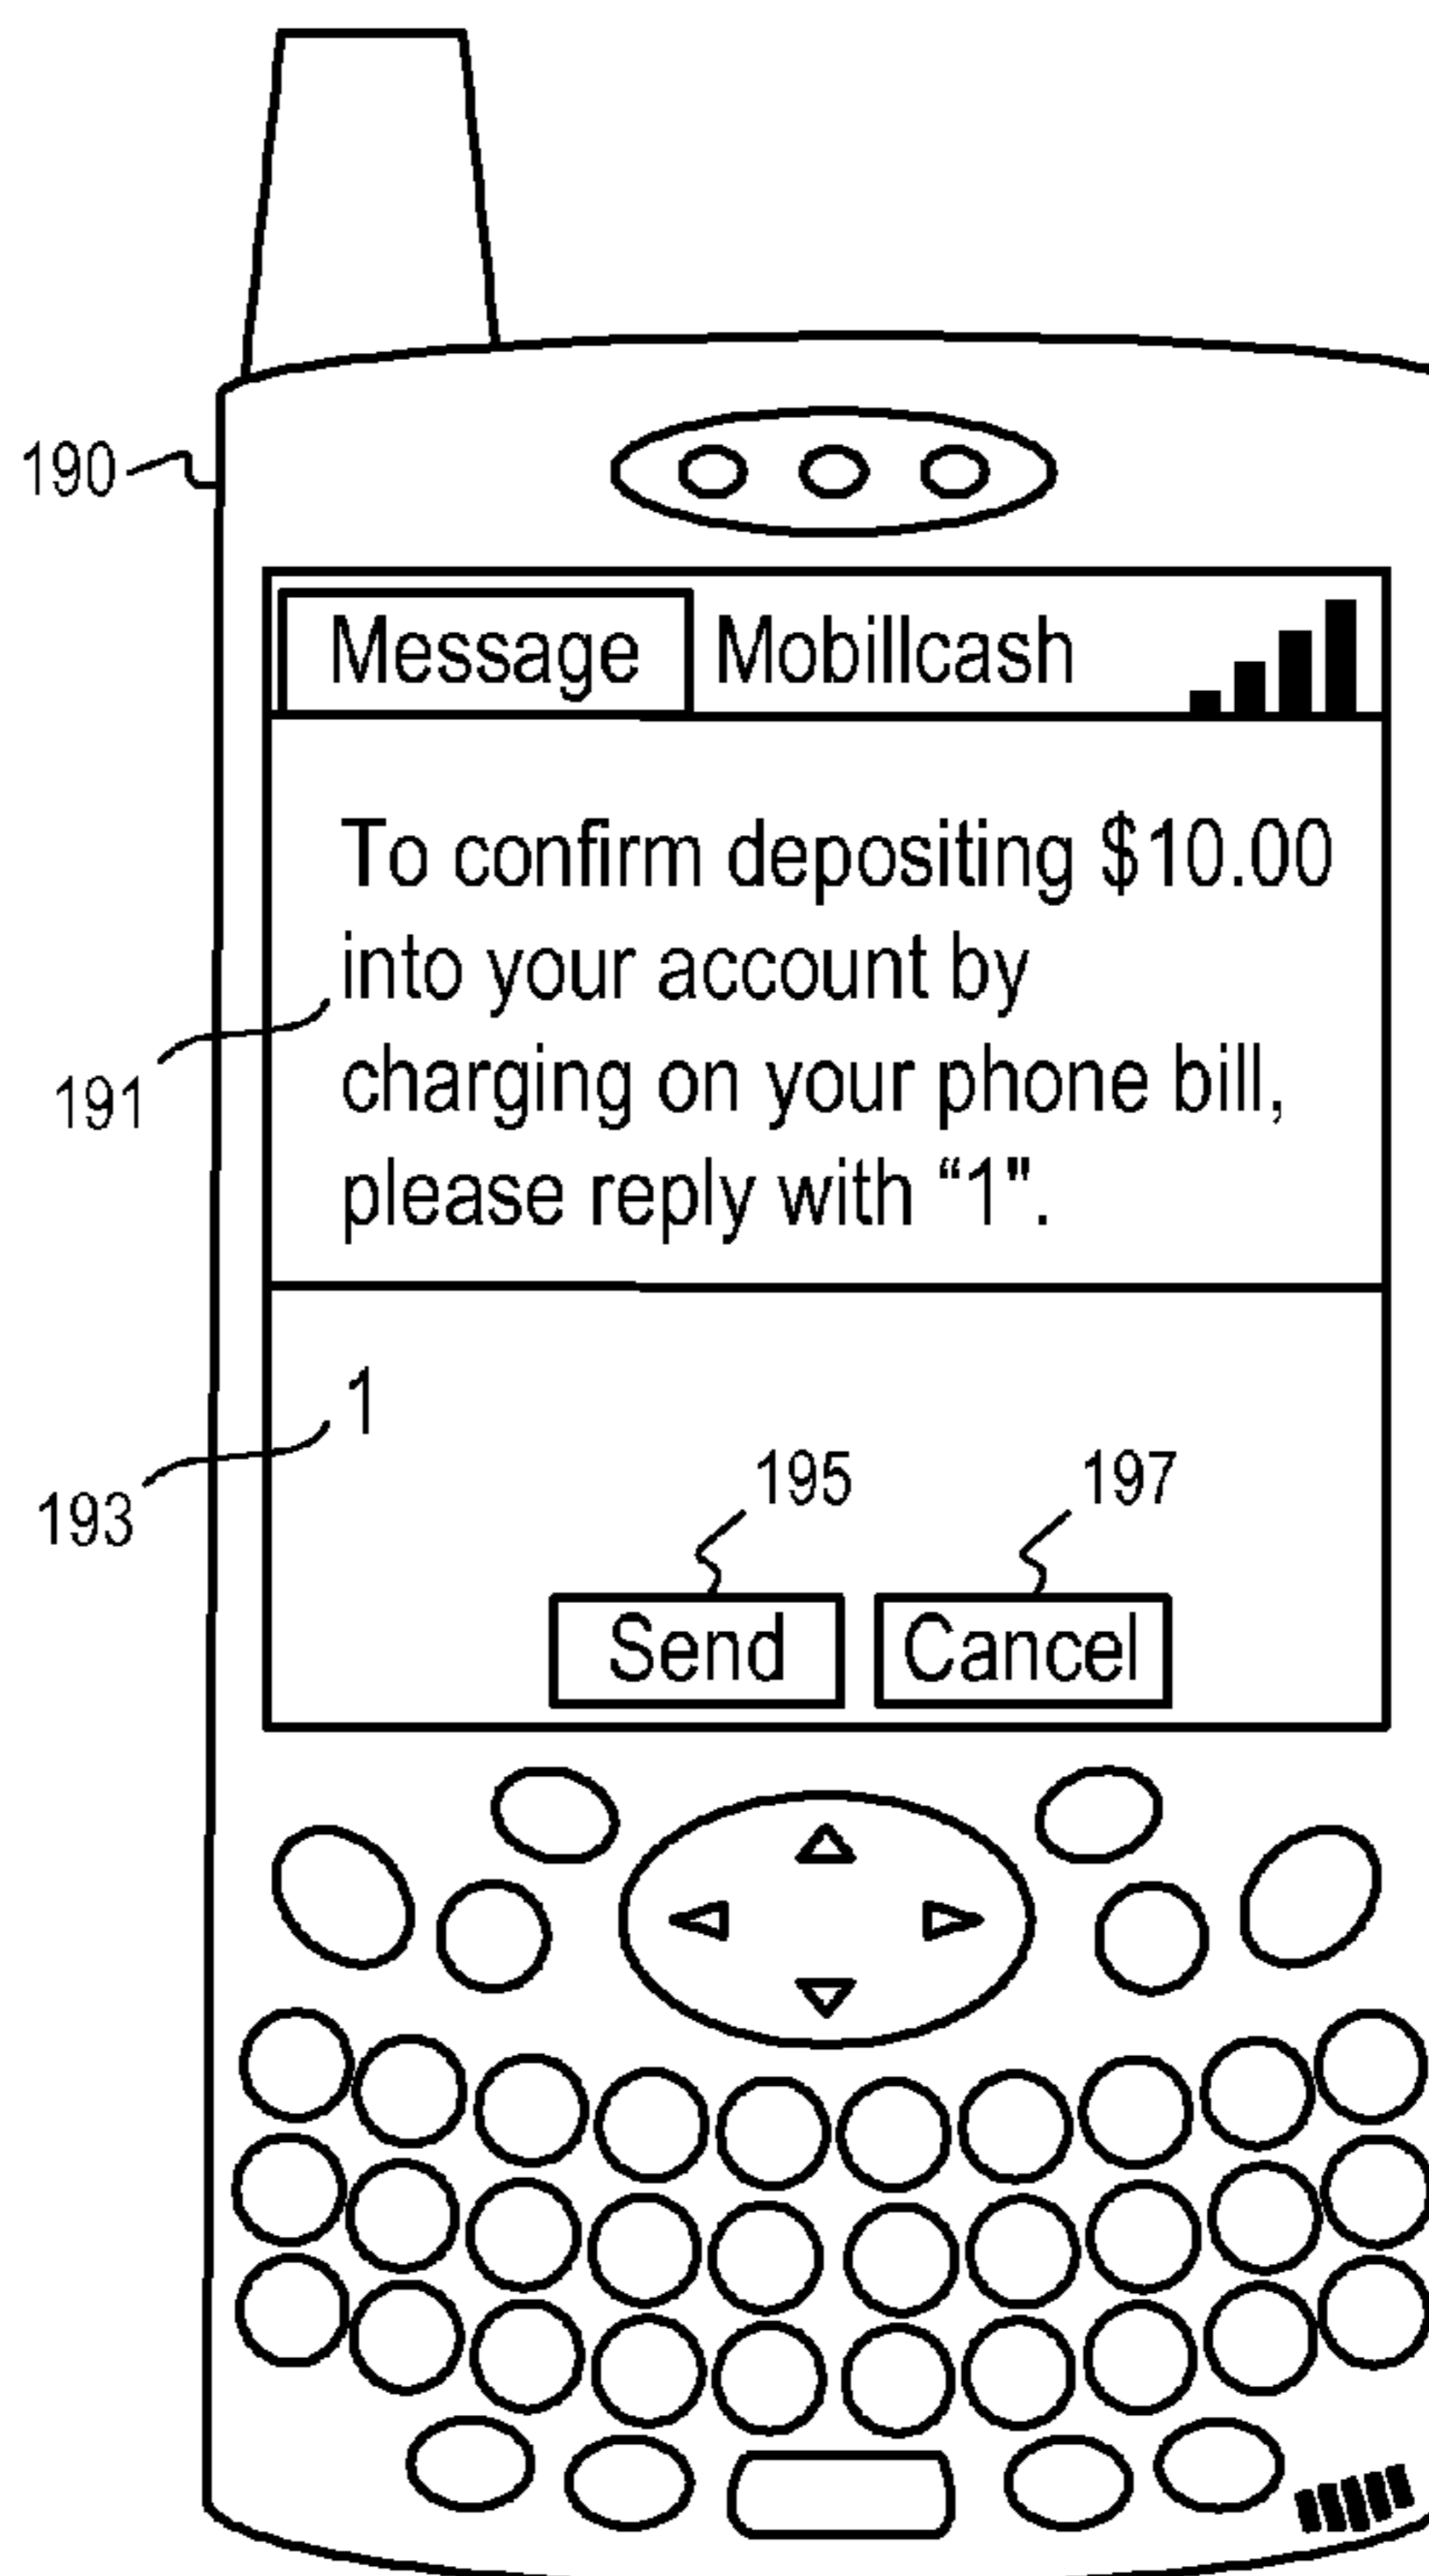 190
Message Mobillcash
To confirm depositing $10.00
into your account by
191
charging on your phone bill,
please reply with “1".
1
193
195 197
Send Cancel